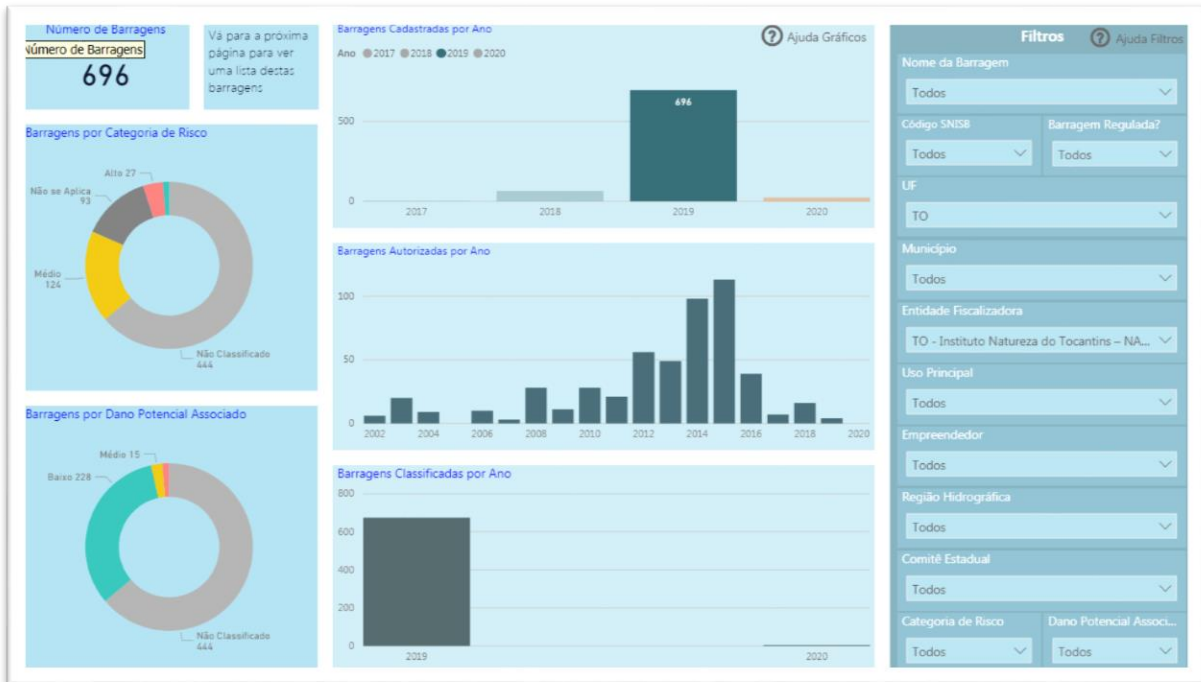 Número de Barragens
Número de Barragens
696
Vá para a próxima
página para ver
uma lista destas
barragens
Barragens por Categoria de Risco
Alto 27
Não se Aplica
93
Médio
124
Não Classificado
444
Barragens por Dano Potencial Associado
Médio 15
Baixo 228
Não Classificado
444
Barragens Cadastradas por Ano
? Ajuda Gráficos
Ano 2017 2018 2019 2020
500
0
696
2017 2018 2019 2020
Barragens Autorizadas por Ano
100
50
0
2002 2004 2006 2008 2010 2012 2014 2016 2018 2020
Barragens Classificadas por Ano
800
600
400
200
0
2019 2020
Filtros ? Ajuda Filtros
Nome da Barragem
Todos
Código SNISB Barragem Regulada?
Todos Todos
UF
TO
Município
Todos
Entidade Fiscalizadora
TO - Instituto Natureza do Tocantins – NA...
Uso Principal
Todos
Empreendedor
Todos
Região Hidrográfica
Todos
Comitê Estadual
Todos
Categoria de Risco Dano Potencial Associ...
Todos Todos